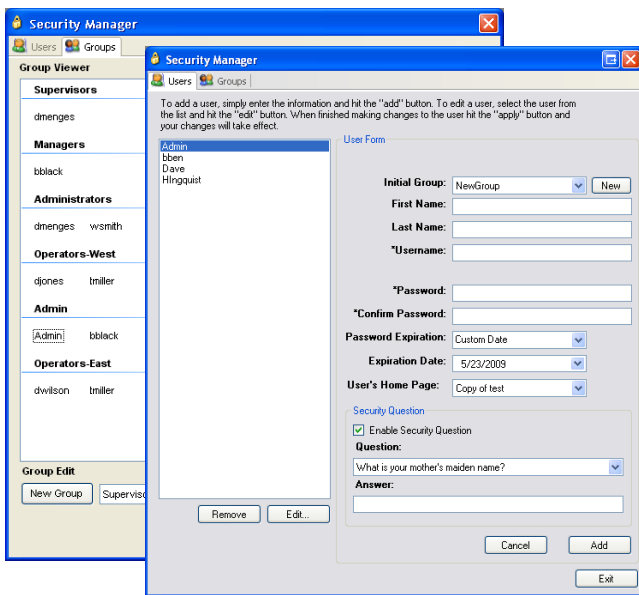 Security Manager
Users Groups
Group Viewer
Supervisors
dmenges
Managers
bblack
Administrators
dmenges wsmith
Operators-West
djones tmiller
Admin
Admin bblack
Operators-East
dwilson tmiller
Group Edit
New Group
Security Manager
Users Groups
To add a user, simply enter the information and hit the "add" button. To edit a user, select the user from
the list and hit the "edit" button. When finished making changes to the user hit the "apply" button and
your changes will take effect.
Admin
bben
Dave
HIngquist
Remove Edit...
User Form
Initial Group: NewGroup New
First Name:
Last Name:
*Username:
*Password:
*Confirm Password:
Password Expiration: Custom Date
Expiration Date: 5/23/2009
User's Home Page: Copy of test
Security Question
Enable Security Question
Question:
What is your mother's maiden name?
Answer:
Cancel Add
Exit